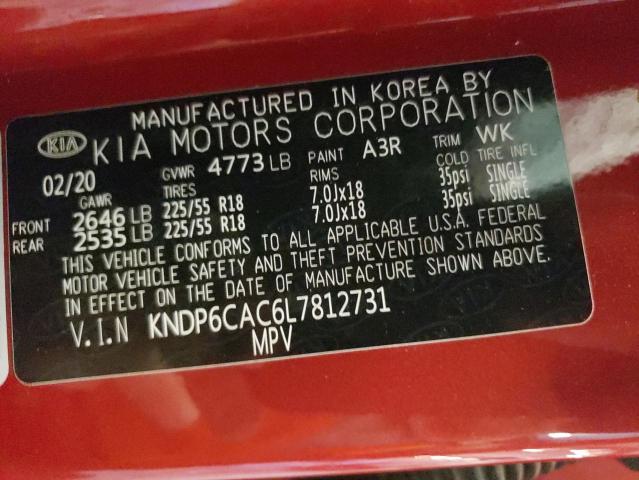 MANUFACTURED IN KOREA BY
KIA KIA MOTORS CORPORATION
02/20 GVWR 4773 LB PAINT A3R TRIM WK
GAWR TIRES RIMS COLD TIRE INFL
FRONT 2646 LB 225/55 R18 7.0Jx18 35psi SINGLE
REAR 2535 LB 225/55 R18 7.0Jx18 35psi SINGLE
THIS VEHICLE CONFORMS TO ALL APPLICABLE U.S.A. FEDERAL
MOTOR VEHICLE SAFETY AND THEFT PREVENTION STANDARDS
IN EFFECT ON THE DATE OF MANUFACTURE SHOWN ABOVE.
V.I.N KNDP6CAC6L7812731
MPV